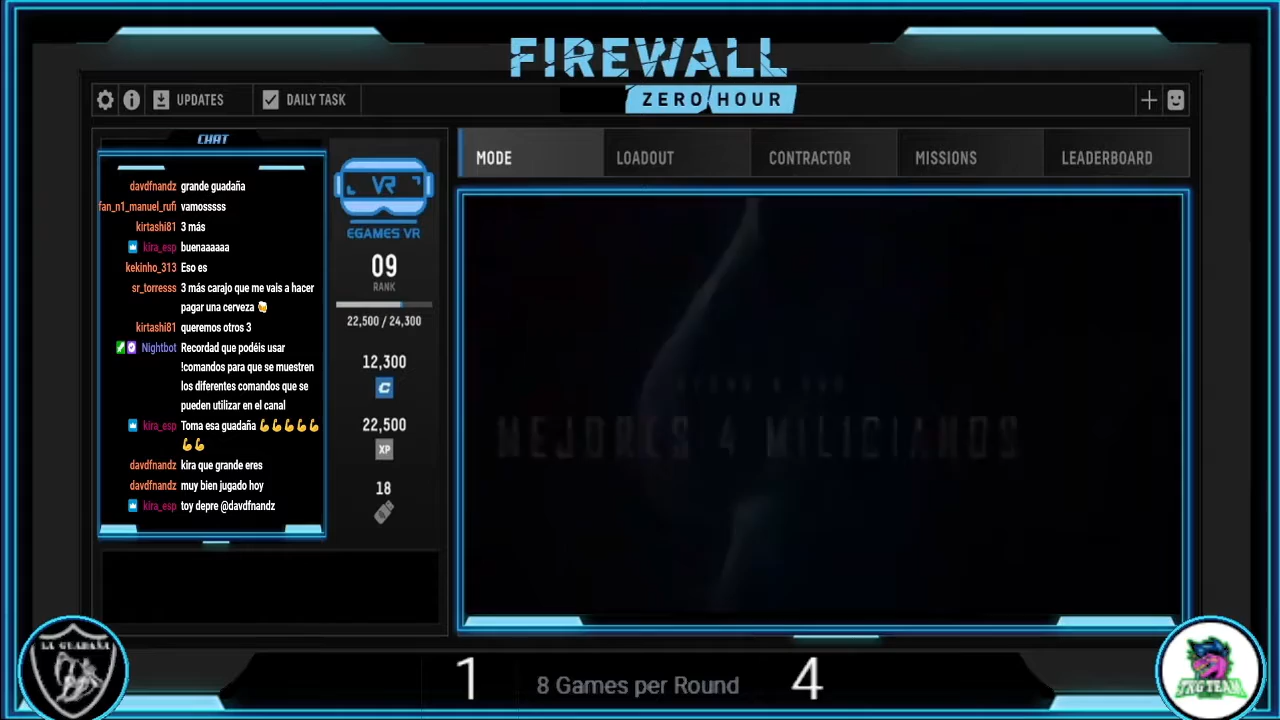 FIREWALL
ZERO HOUR
UPDATES
DAILY TASK
CHAT
davdfnandz grande guadaña
fan_n1_manuel_rufi vamosssss
kirtashi81 3 más
kira_esp buenaaaaaa
kekinho_313 Eso es
sr_torresss 3 más carajo que me vais a hacer
pagar una cerveza 🍺
kirtashi81 queremos otros 3
Nightbot Recordad que podéis usar
!comandos para que se muestren
los diferentes comandos que se
pueden utilizar en el canal
kira_esp Toma esa guadaña 💪💪💪💪💪
💪💪
davdfnandz kira que grande eres
davdfnandz muy bien jugado hoy
kira_esp toy depre @davdfnandz
VR
EGAMES VR
09
RANK
22,500 / 24,300
12,300
C
22,500
XP
18
MODE
LOADOUT
CONTRACTOR
MISSIONS
LEADERBOARD
MEJORES 4 MILICIANOS
LA GUADAÑA
1
8 Games per Round
4